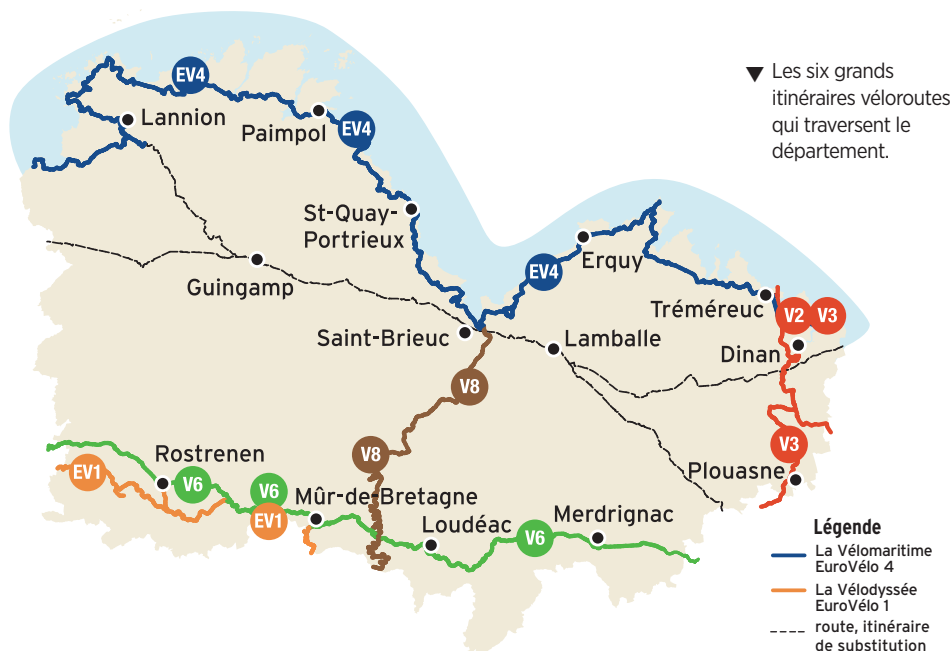 ▼ Les six grands
itinéraires véloroutes
qui traversent le
département.
EV4
Lannion
Paimpol
EV4
St-Quay-
Portrieux
Erquy
EV4
Guingamp
Tréméreuc
V2 V3
Saint-Brieuc
Lamballe
Dinan
V8
V8
V3
Rostrenen
Plouasne
EV1
V6
V6
Mûr-de-Bretagne
EV1
Loudéac
V6
Merdrignac
Légende
La Vélomaritime
EuroVélo 4
La Vélodyssée
EuroVélo 1
route, itinéraire
de substitution